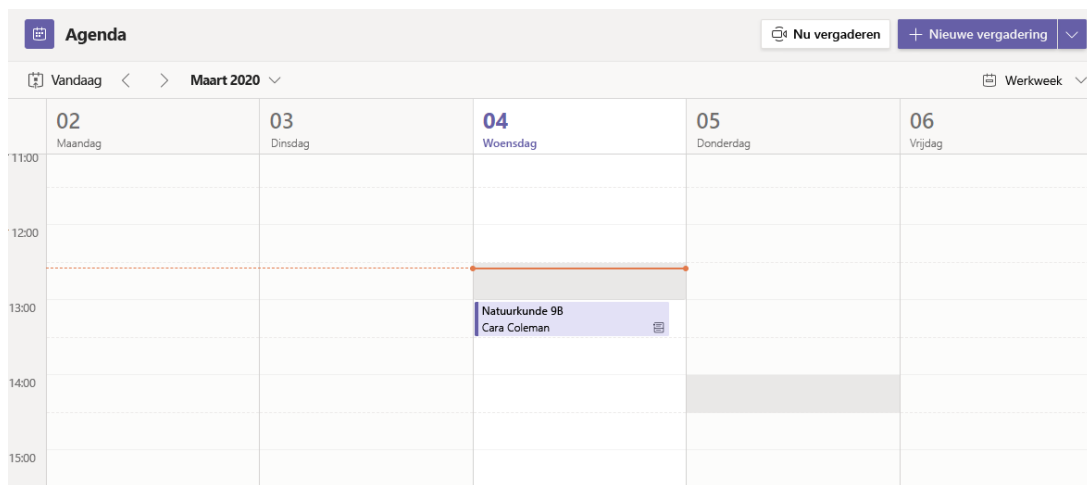 Agenda
Nu vergaderen
Nieuwe vergadering
Vandaag
Maart 2020
Werkweek
02
Maandag
03
Dinsdag
04
Woensdag
05
Donderdag
06
Vrijdag
11:00
12:00
13:00
Natuurkunde 9B
Cara Coleman
14:00
15:00